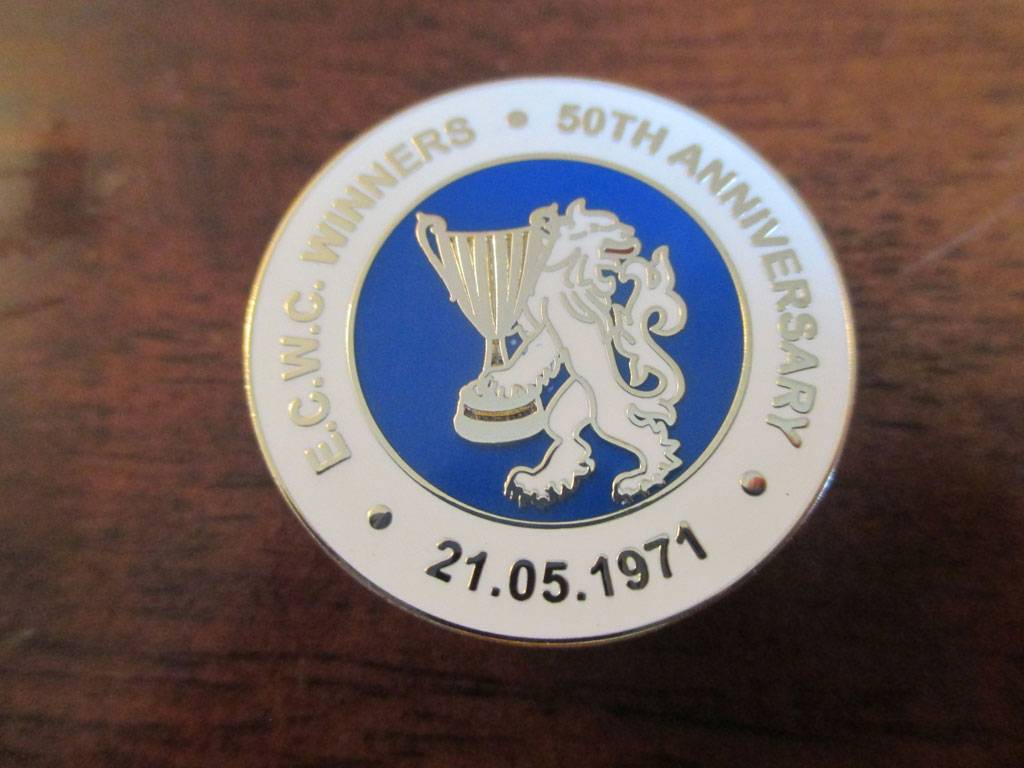 E.C.W.C. WINNERS • 50TH ANNIVERSARY
• 21.05.1971 •